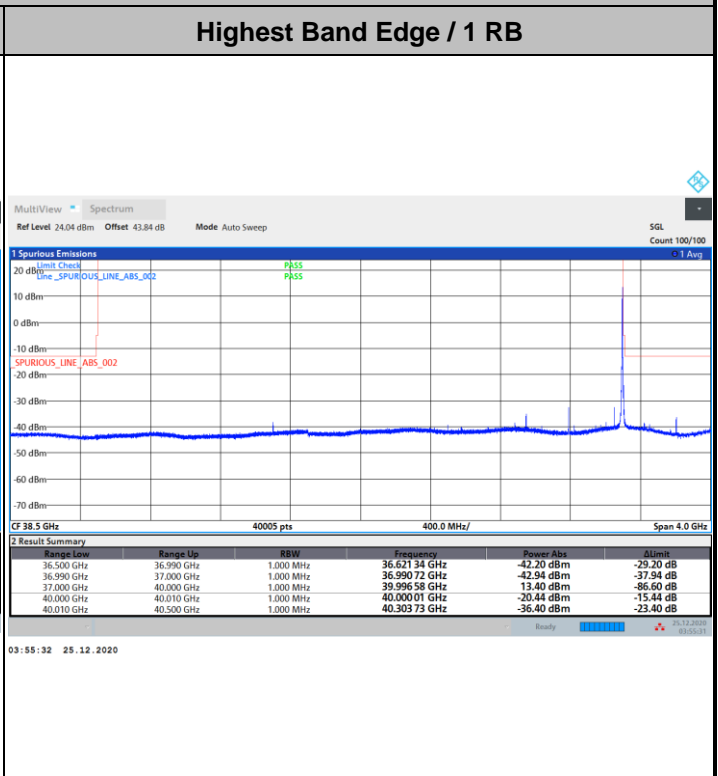 Highest Band Edge / 1 RB
MultiView Spectrum
Ref Level 24.04 dBm Offset 43.84 dB Mode Auto Sweep SGL
Count 100/100
1 Spurious Emissions 1 Avg
Limit Check PASS
20 dBm
Line _SPURIOUS_LINE_ABS_002 PASS
10 dBm
0 dBm
-10 dBm
_SPURIOUS_LINE_ABS_002
-20 dBm
-30 dBm
-40 dBm
-50 dBm
-60 dBm
-70 dBm
CF 38.5 GHz 40005 pts 400.0 MHz/ Span 4.0 GHz
2 Result Summary
Range Low Range Up RBW Frequency Power Abs ΔLimit
36.500 GHz 36.990 GHz 1.000 MHz 36.621 34 GHz -42.20 dBm -29.20 dB
36.990 GHz 37.000 GHz 1.000 MHz 36.990 72 GHz -42.94 dBm -37.94 dB
37.000 GHz 40.000 GHz 1.000 MHz 39.996 58 GHz 13.40 dBm -86.60 dB
40.000 GHz 40.010 GHz 1.000 MHz 40.000 01 GHz -20.44 dBm -15.44 dB
40.010 GHz 40.500 GHz 1.000 MHz 40.303 73 GHz -36.40 dBm -23.40 dB
Ready 25.12.2020
03:55:31
03:55:32 25.12.2020